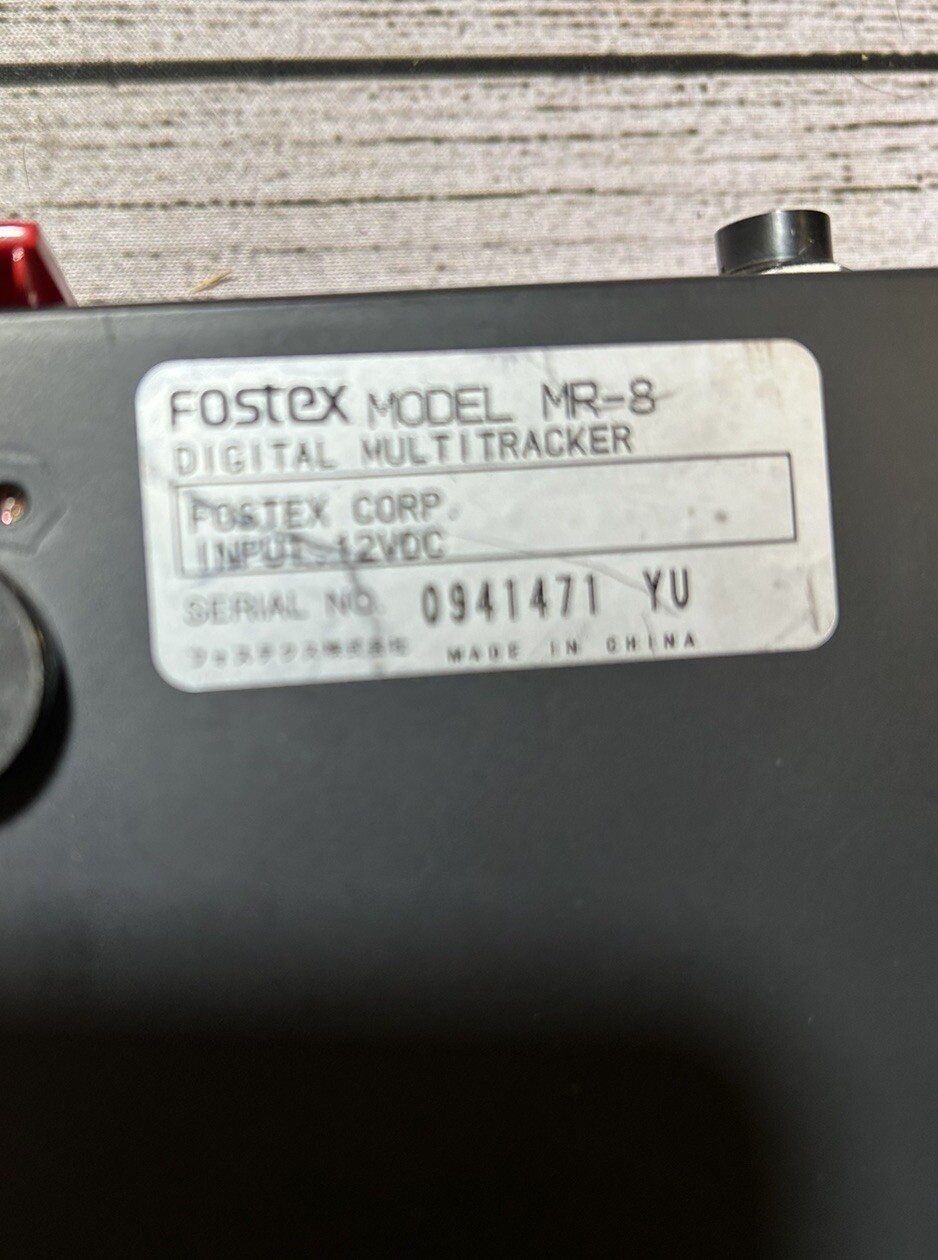 Fostex MODEL MR-8
DIGITAL MULTITRACKER
FOSTEX CORP.
INPUT 12VDC
SERIAL NO. 0941471 YU
フォステクス株式会社 MADE IN CHINA